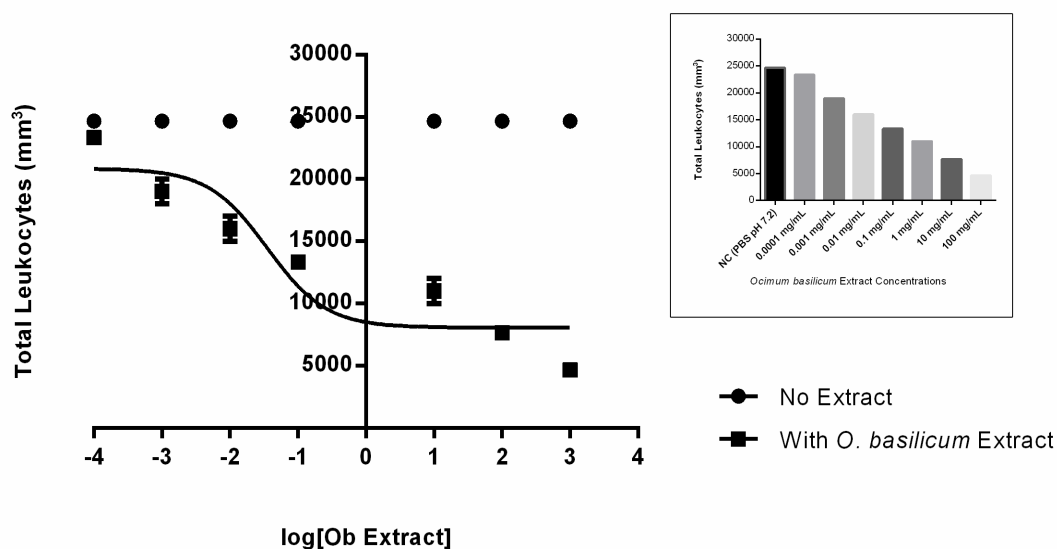 Total Leukocytes (mm³)
30000
25000
20000
15000
10000
5000
-4 -3 -2 -1 0 1 2 3 4
log[Ob Extract]
Total Leukocytes (mm³)
30000
25000
20000
15000
10000
5000
0
NC (PBS pH 7.2)
0.0001 mg/mL
0.001 mg/mL
0.01 mg/mL
0.1 mg/mL
1 mg/mL
10 mg/mL
100 mg/mL
Ocimum basilicum Extract Concentrations
No Extract
With O. basilicum Extract